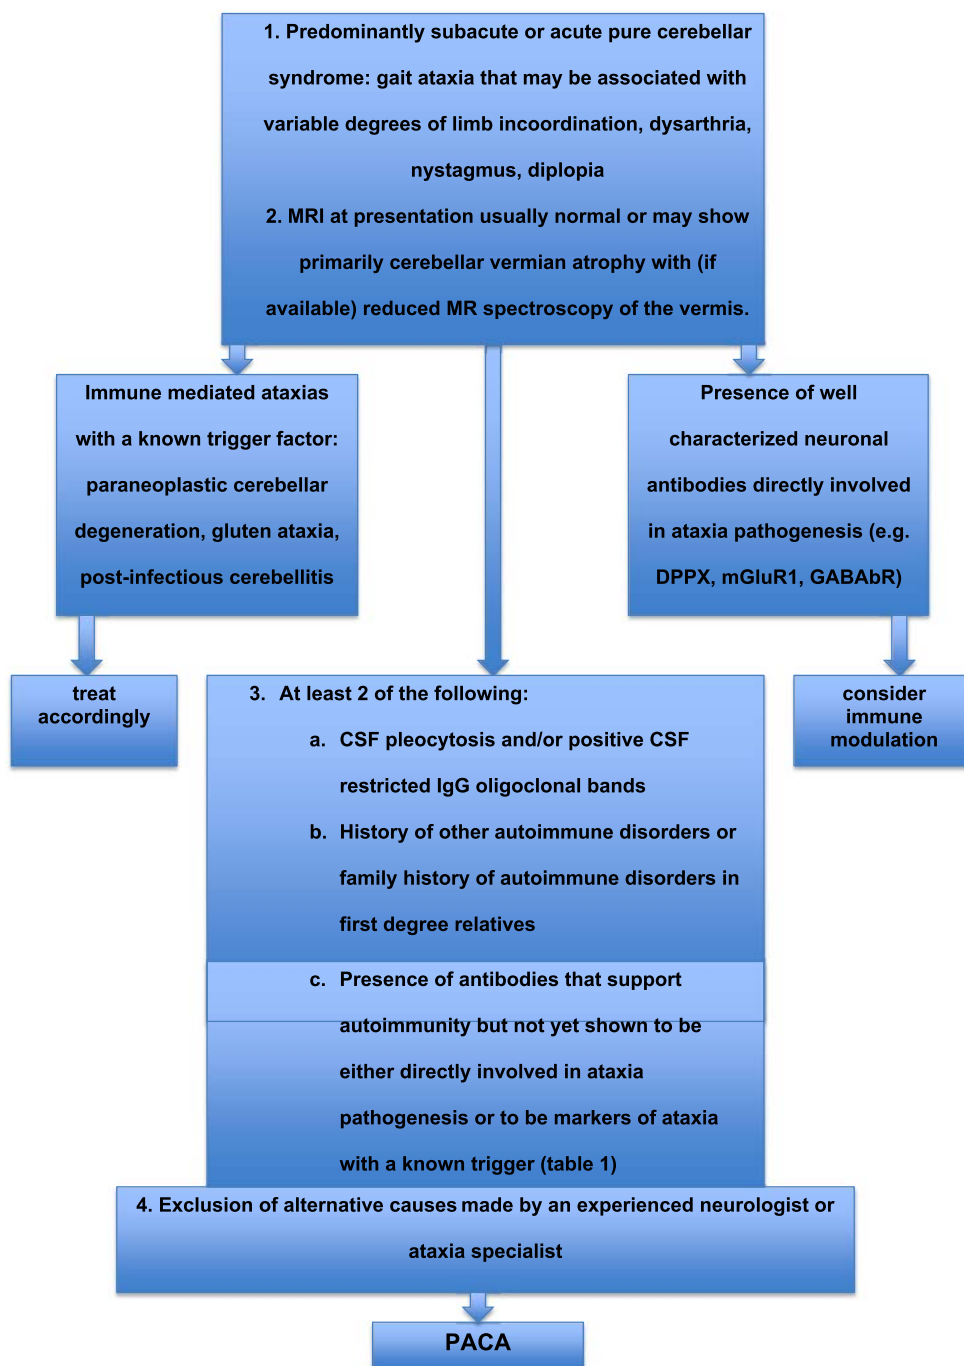 1. Predominantly subacute or acute pure cerebellar
syndrome: gait ataxia that may be associated with
variable degrees of limb incoordination, dysarthria,
nystagmus, diplopia
2. MRI at presentation usually normal or may show
primarily cerebellar vermian atrophy with (if
available) reduced MR spectroscopy of the vermis.
Immune mediated ataxias
with a known trigger factor:
paraneoplastic cerebellar
degeneration, gluten ataxia,
post-infectious cerebellitis
Presence of well
characterized neuronal
antibodies directly involved
in ataxia pathogenesis (e.g.
DPPX, mGluR1, GABAbR)
treat
accordingly
3. At least 2 of the following:
a. CSF pleocytosis and/or positive CSF
restricted IgG oligoclonal bands
b. History of other autoimmune disorders or
family history of autoimmune disorders in
first degree relatives
c. Presence of antibodies that support
autoimmunity but not yet shown to be
either directly involved in ataxia
pathogenesis or to be markers of ataxia
with a known trigger (table 1)
consider
immune
modulation
4. Exclusion of alternative causes made by an experienced neurologist or
ataxia specialist
PACA